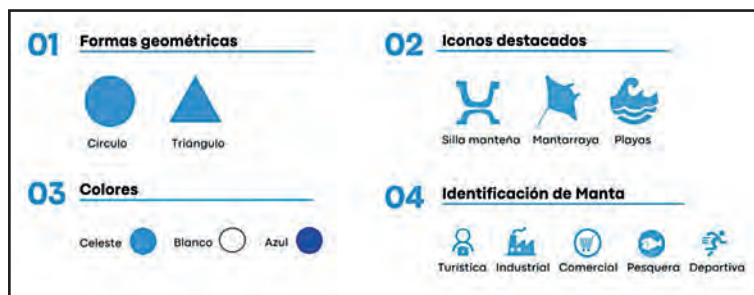 01 Formas geométricas
Círculo Triángulo
02 Iconos destacados
Silla manteña Mantarraya Playas
03 Colores
Celeste Blanco Azul
04 Identificación de Manta
Turística Industrial Comercial Pesquera Deportiva